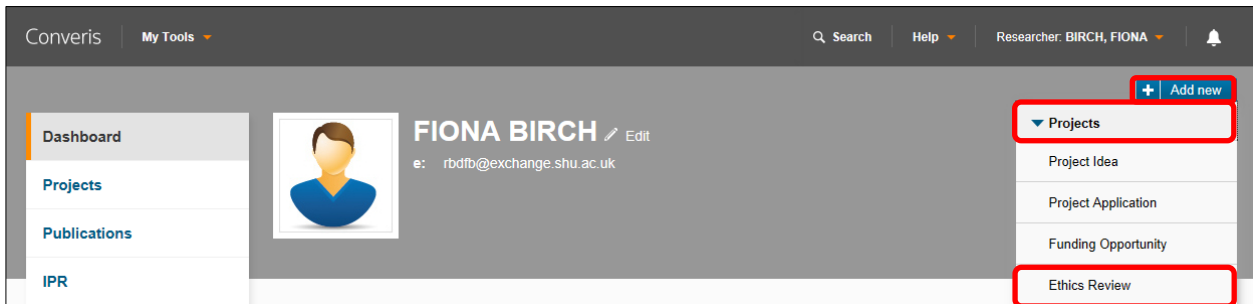 Converis My Tools Search Help Researcher: BIRCH, FIONA
+ Add new
Dashboard
Projects
Publications
IPR
FIONA BIRCH Edit
e: rbdfb@exchange.shu.ac.uk
Projects
Project Idea
Project Application
Funding Opportunity
Ethics Review